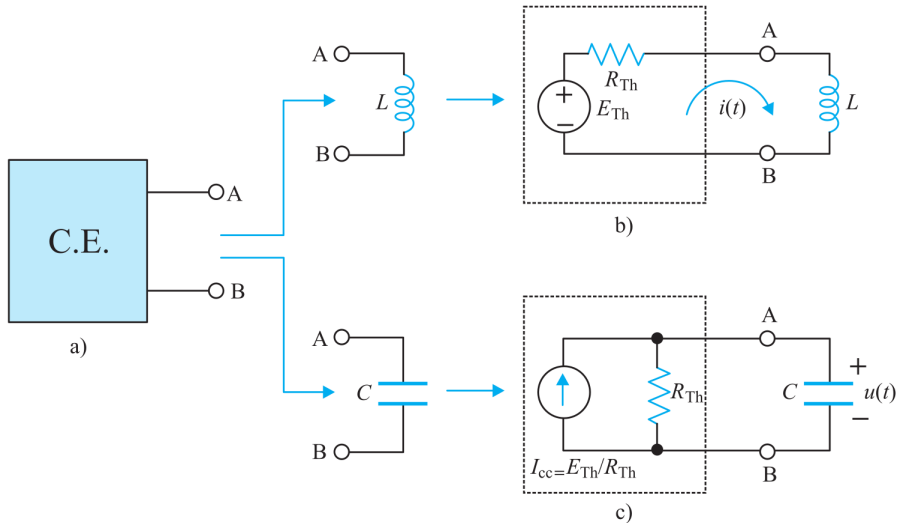 C.E.
A
B
a)
A
L
B
A
C
B
R_Th
E_Th
+
−
i(t)
A
L
B
b)
I_cc=E_Th/R_Th
R_Th
A
C
+
u(t)
−
B
c)